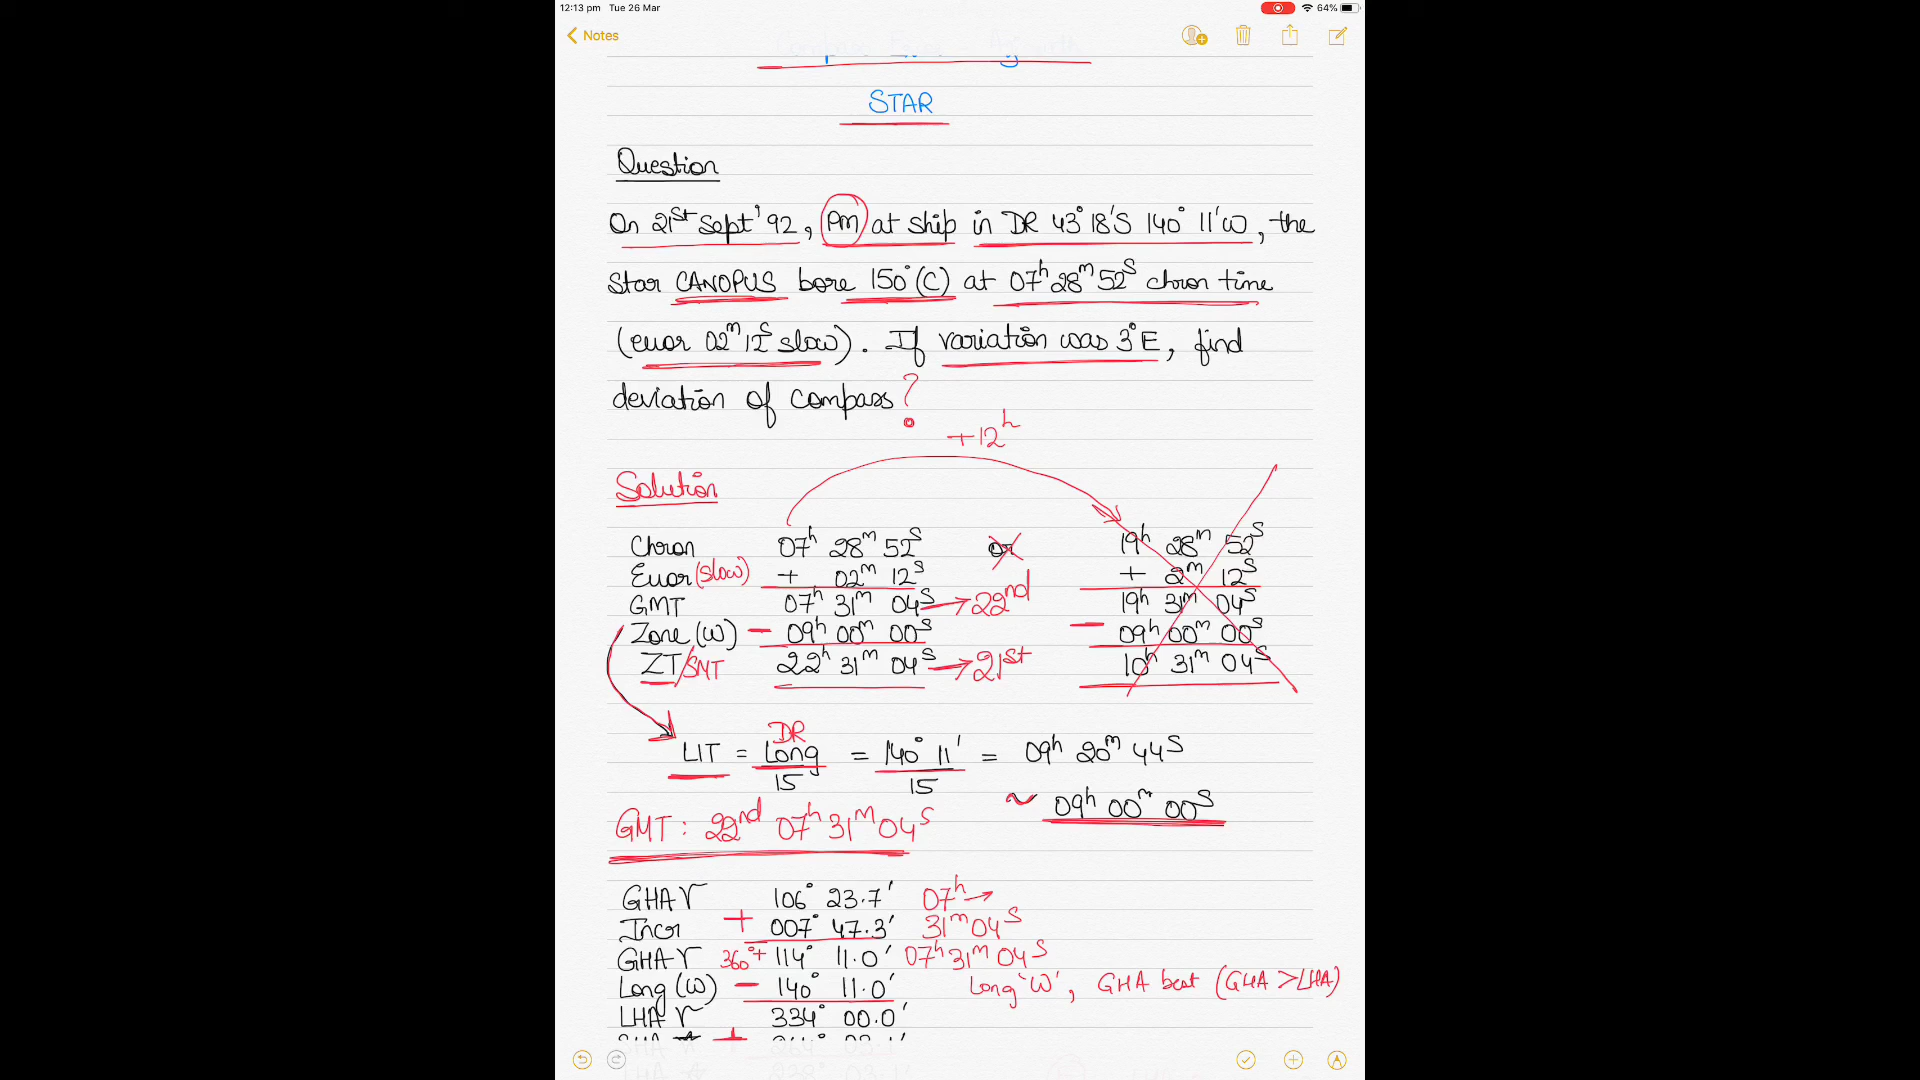 12:13 pm Tue 26 Mar 64%
Notes
STAR
Question
On 21st Sept' 92, PM at ship in DR 43° 18'S 140° 11'W, the
Star CANOPUS bore 150°(C) at 07h 28m 52s chron time
(error 02m 12s slow). If variation was 3°E, find
deviation of compass?
+12h
Solution
Chron 07h 28m 52s or 19h 28m 52s
Error (slow) + 02m 12s + 2m 12s
GMT 07h 31m 04s → 22nd 19h 31m 04s
Zone (W) - 09h 00m 00s - 09h 00m 00s
ZT/SMT 22h 31m 04s → 21st 10h 31m 04s
DR
LIT = Long = 140° 11' = 09h 20m 44s
15 15
~ 09h 00m 00s
GMT: 22nd 07h 31m 04s
GHA ♈ 106° 23.7' 07h →
Incr + 007° 47.3' 31m 04s
GHA ♈ 360°+ 114° 11.0' 07h 31m 04s
Long (W) - 140° 11.0' Long 'W', GHA best (GHA > LHA)
LHA ♈ 334° 00.0'